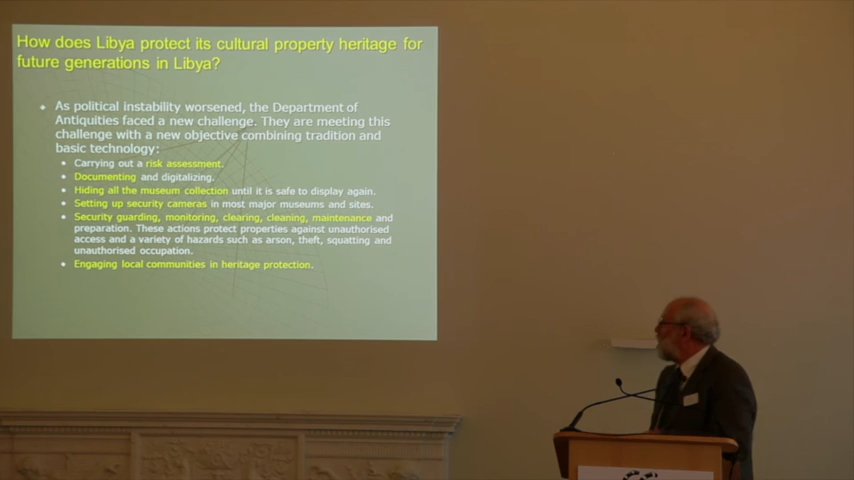 How does Libya protect its cultural property heritage for
future generations in Libya?
As political instability worsened, the Department of
Antiquities faced a new challenge. They are meeting this
challenge with a new objective combining tradition and
basic technology:
Carrying out a risk assessment.
Documenting and digitalizing.
Hiding all the museum collection until it is safe to display again.
Setting up security cameras in most major museums and sites.
Security guarding, monitoring, clearing, cleaning, maintenance and
preparation. These actions protect properties against unauthorised
access and a variety of hazards such as arson, theft, squatting and
unauthorised occupation.
Engaging local communities in heritage protection.